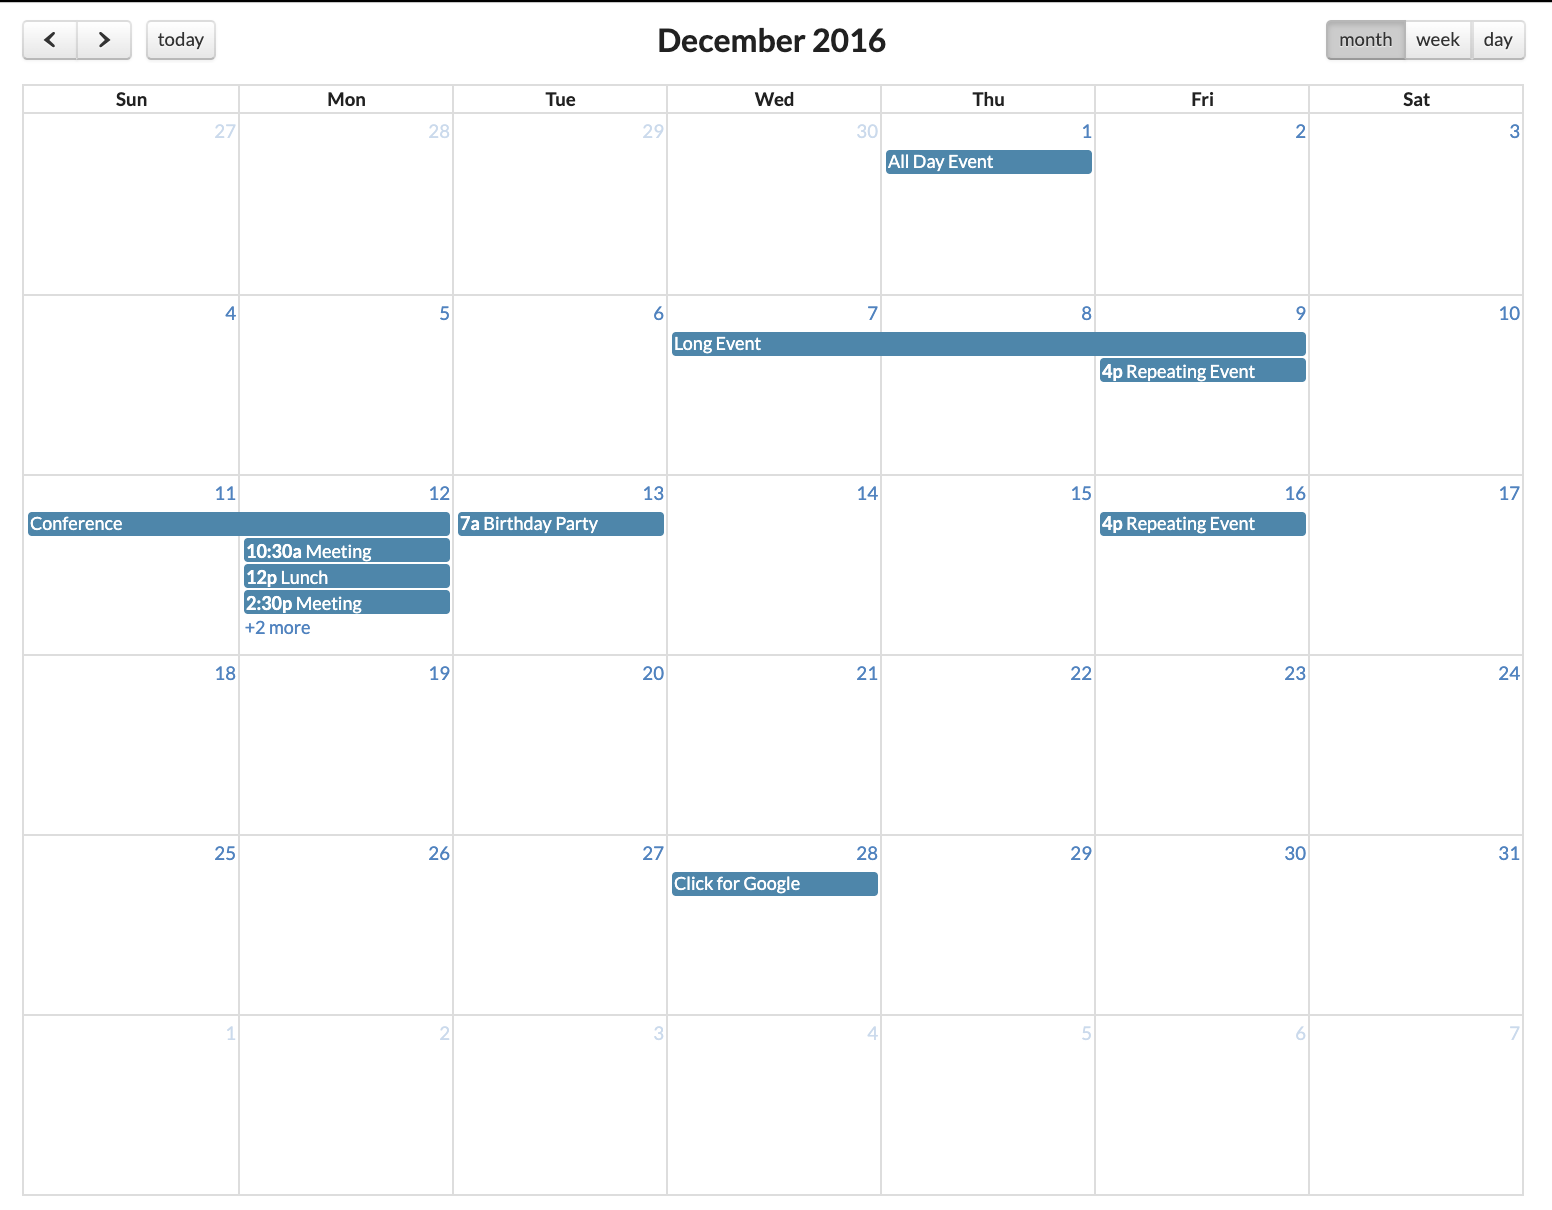 today
December 2016
month week day
Sun Mon Tue Wed Thu Fri Sat
27 28 29 30 1 2 3
All Day Event
4 5 6 7 8 9 10
Long Event
4p Repeating Event
11 12 13 14 15 16 17
Conference 7a Birthday Party 4p Repeating Event
10:30a Meeting
12p Lunch
2:30p Meeting
+2 more
18 19 20 21 22 23 24
25 26 27 28 29 30 31
Click for Google
1 2 3 4 5 6 7